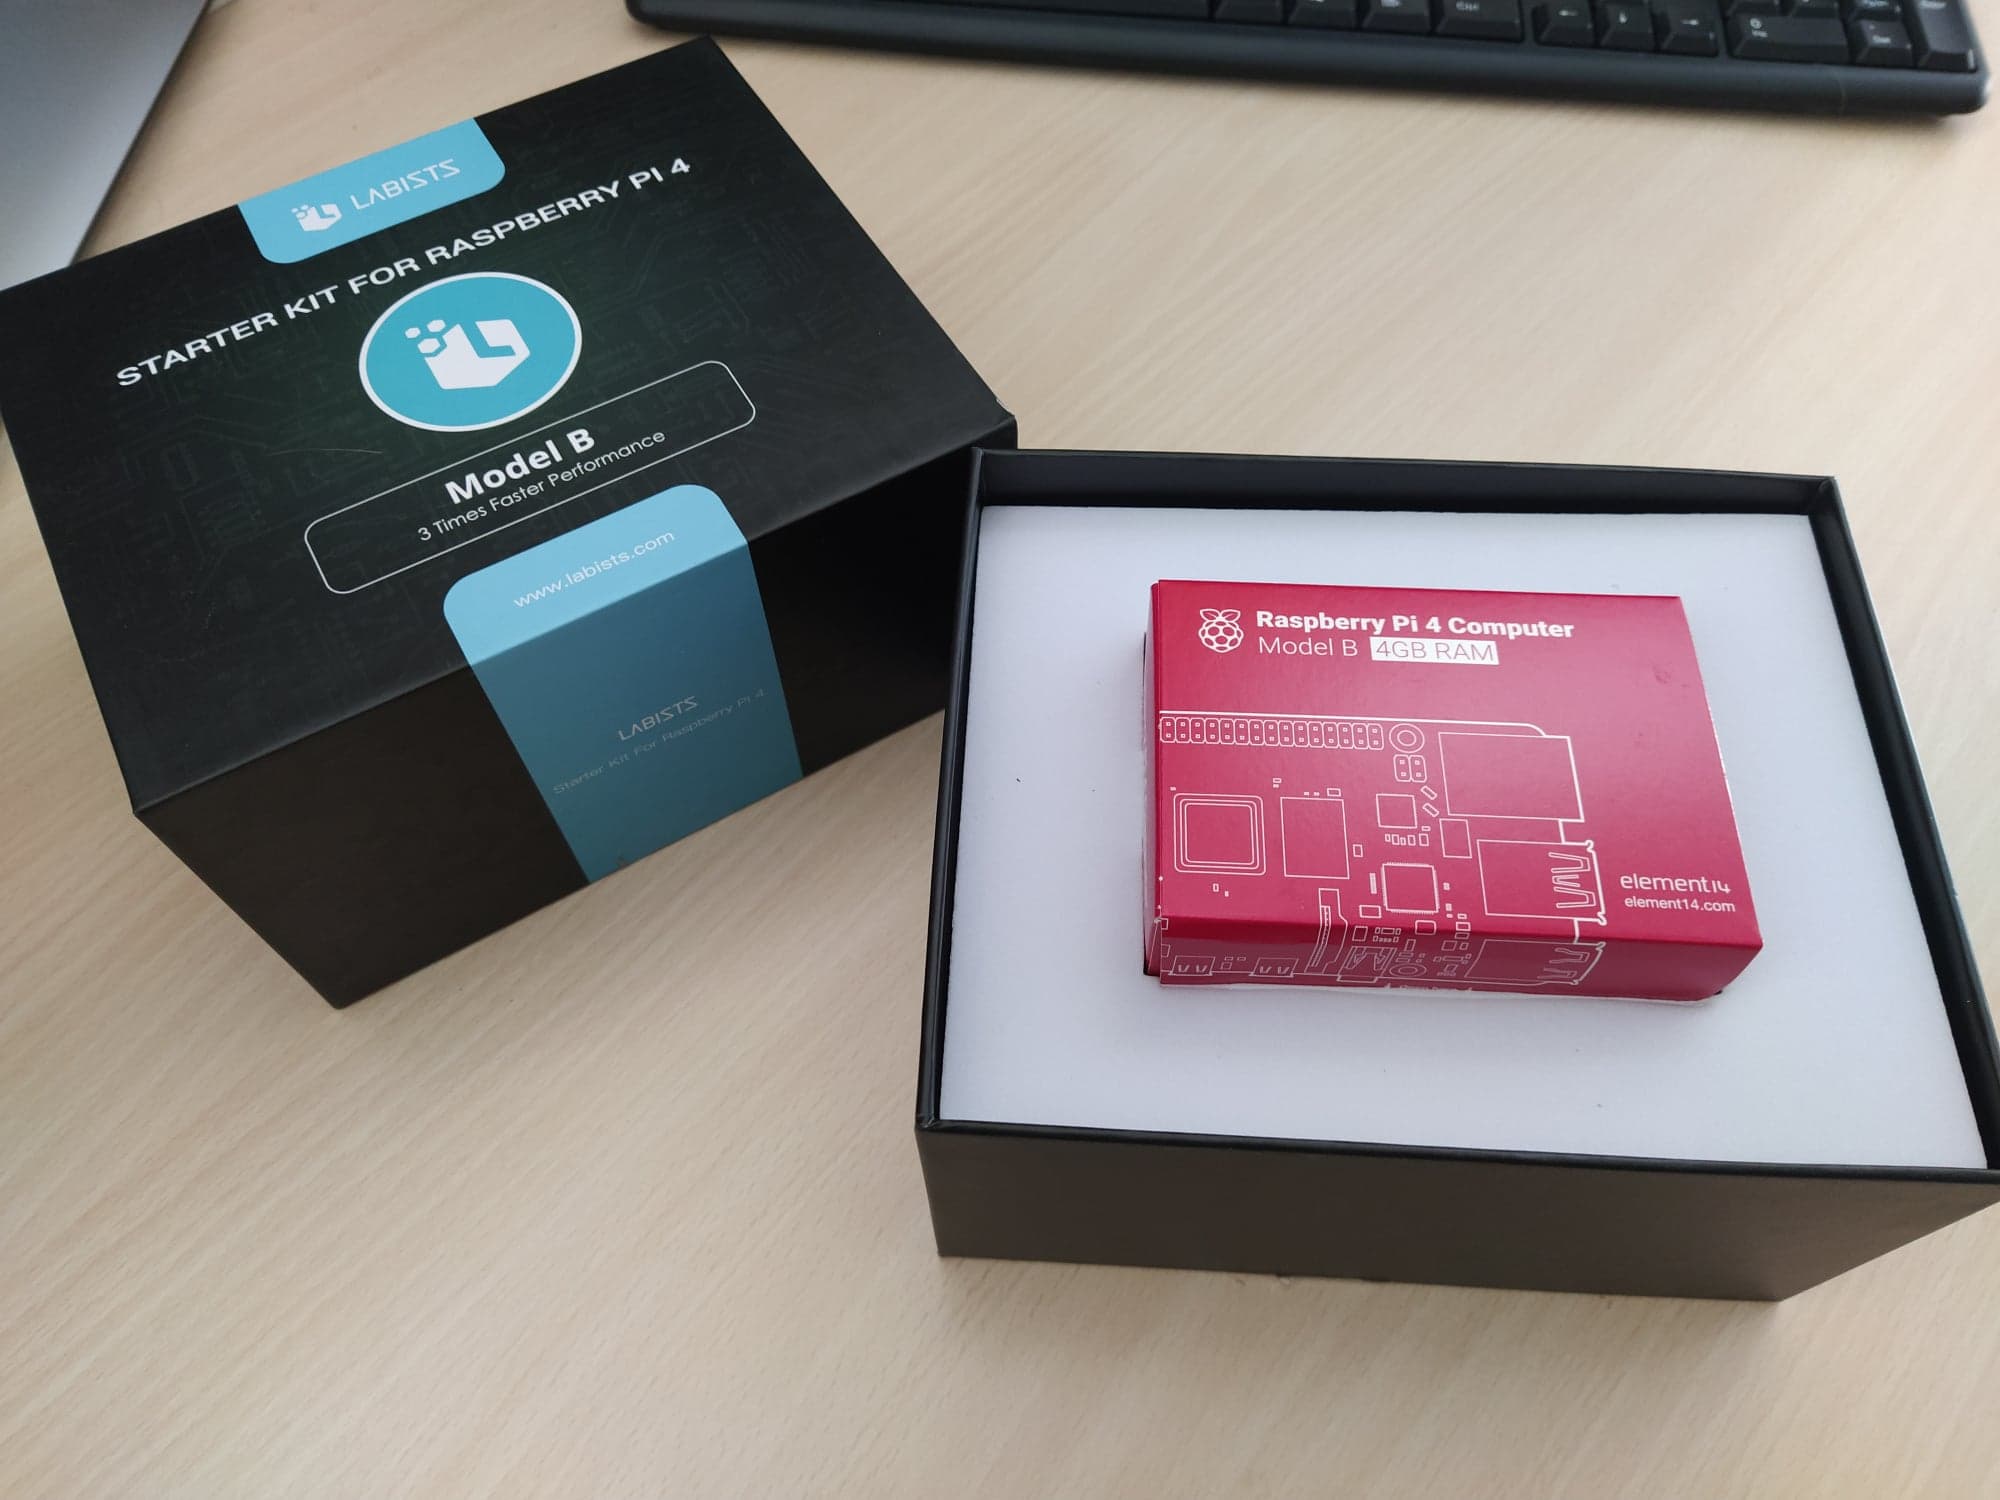 LABISTS
STARTER KIT FOR RASPBERRY PI 4
Model B
3 Times Faster Performance
www.labists.com
LABISTS
Starter Kit For Raspberry Pi 4
Raspberry Pi 4 Computer
Model B 4GB RAM
element14
element14.com
Ctrl